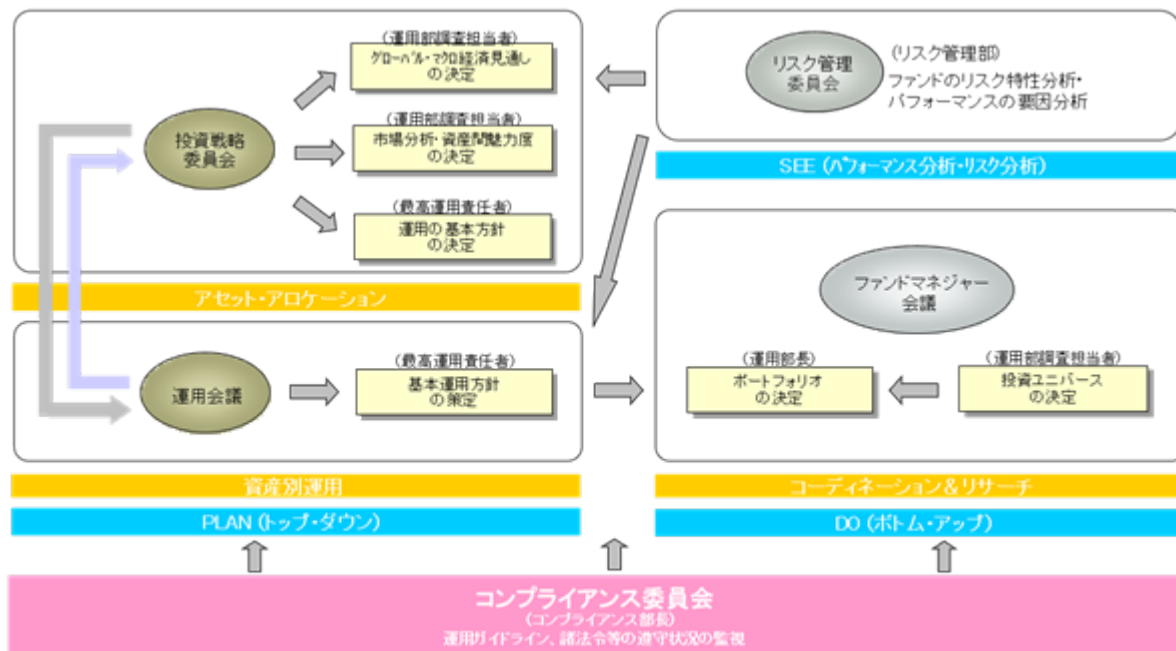 (運用部調査担当者)
グローバル・マクロ経済見通し
の決定
投資戦略
委員会
(運用部調査担当者)
市場分析・資産間魅力度
の決定
(最高運用責任者)
運用の基本方針
の決定
アセット・アロケーション
運用会議
(最高運用責任者)
基本運用方針
の策定
資産別運用
PLAN (トップ・ダウン)
リスク管理
委員会
(リスク管理部)
ファンドのリスク特性分析・
パフォーマンスの要因分析
SEE (パフォーマンス分析・リスク分析)
ファンドマネジャー
会議
(運用部長)
ポートフォリオ
の決定
(運用部調査担当者)
投資ユニバース
の決定
コーディネーション＆リサーチ
DO (ボトム・アップ)
コンプライアンス委員会
(コンプライアンス部長)
運用ガイドライン、諸法令等の遵守状況の監視